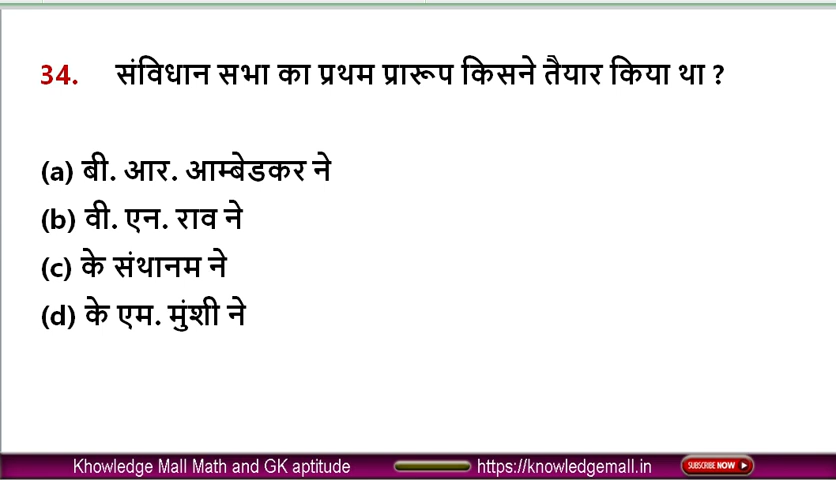 34. संविधान सभा का प्रथम प्रारूप किसने तैयार किया था ?
(a) बी. आर. आम्बेडकर ने
(b) वी. एन. राव ने
(c) के संथानम ने
(d) के एम. मुंशी ने
Khowledge Mall Math and GK aptitude https://knowledgemall.in SUBSCRIBE NOW